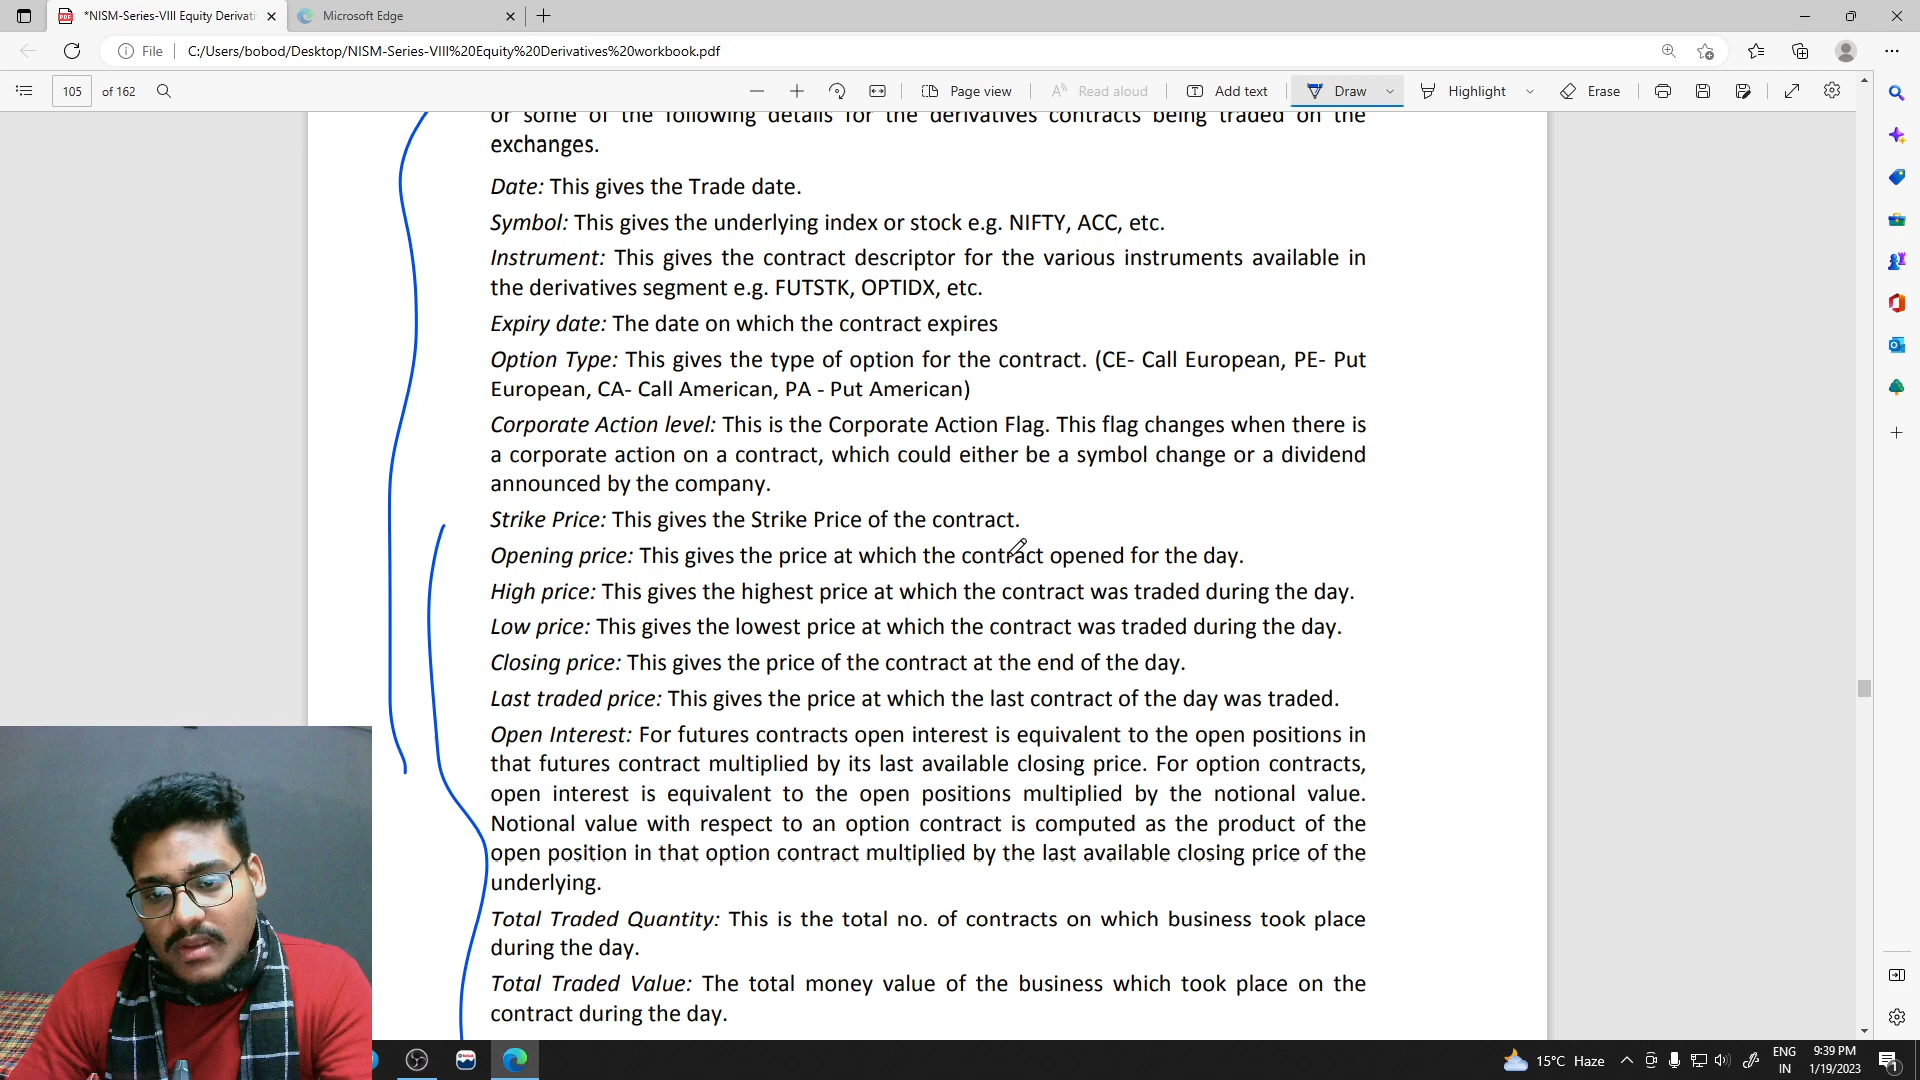 *NISM-Series-VIII Equity Derivati
Microsoft Edge
File
C:/Users/bobod/Desktop/NISM-Series-VIII%20Equity%20Derivatives%20workbook.pdf
105 of 162
Page view
Read aloud
Add text
Draw
Highlight
Erase
or some of the following details for the derivatives contracts being traded on the
exchanges.
Date: This gives the Trade date.
Symbol: This gives the underlying index or stock e.g. NIFTY, ACC, etc.
Instrument: This gives the contract descriptor for the various instruments available in
the derivatives segment e.g. FUTSTK, OPTIDX, etc.
Expiry date: The date on which the contract expires
Option Type: This gives the type of option for the contract. (CE- Call European, PE- Put
European, CA- Call American, PA - Put American)
Corporate Action level: This is the Corporate Action Flag. This flag changes when there is
a corporate action on a contract, which could either be a symbol change or a dividend
announced by the company.
Strike Price: This gives the Strike Price of the contract.
Opening price: This gives the price at which the contract opened for the day.
High price: This gives the highest price at which the contract was traded during the day.
Low price: This gives the lowest price at which the contract was traded during the day.
Closing price: This gives the price of the contract at the end of the day.
Last traded price: This gives the price at which the last contract of the day was traded.
Open Interest: For futures contracts open interest is equivalent to the open positions in
that futures contract multiplied by its last available closing price. For option contracts,
open interest is equivalent to the open positions multiplied by the notional value.
Notional value with respect to an option contract is computed as the product of the
open position in that option contract multiplied by the last available closing price of the
underlying.
Total Traded Quantity: This is the total no. of contracts on which business took place
during the day.
Total Traded Value: The total money value of the business which took place on the
contract during the day.
15°C Haze
ENG
IN
9:39 PM
1/19/2023
1